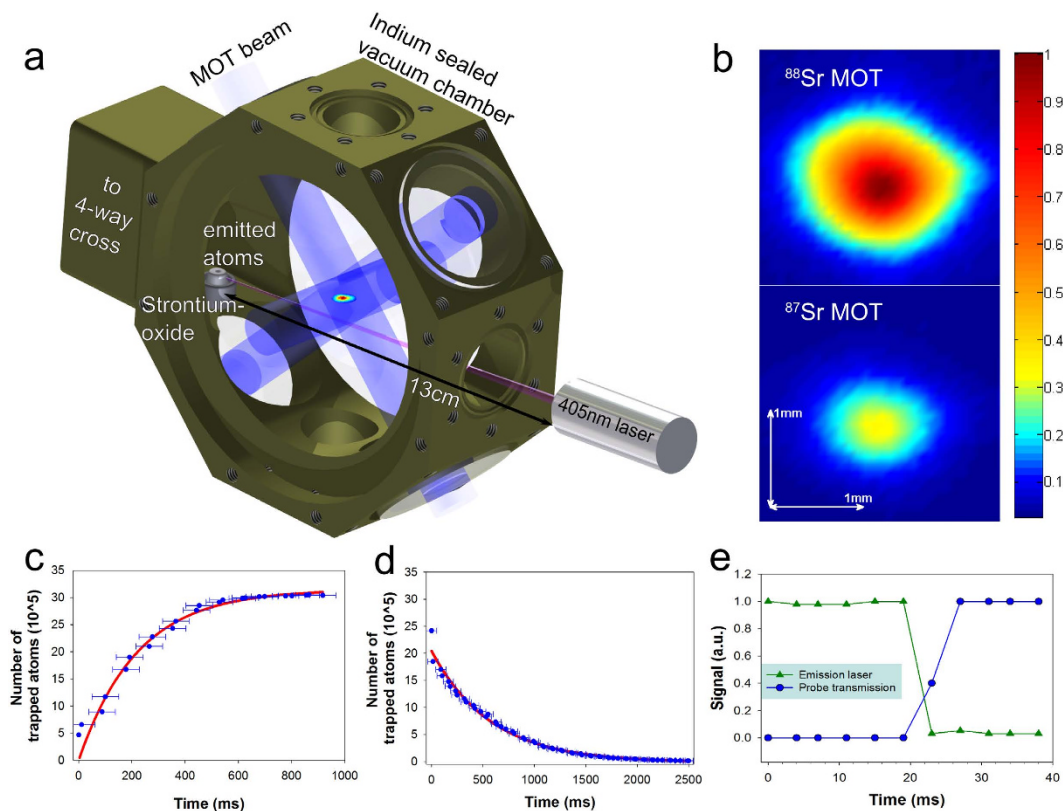 a
MOT beam
Indium sealed
vacuum chamber
to
4-way
cross
emitted
atoms
Strontium-
oxide
13cm
405nm laser
b
88Sr MOT
87Sr MOT
1mm
1mm
1
0.9
0.8
0.7
0.6
0.5
0.4
0.3
0.2
0.1
c
Number of
trapped atoms (10^5)
35
30
25
20
15
10
5
0
0 200 400 600 800 1000
Time (ms)
d
Number of
trapped atoms (10^5)
35
30
25
20
15
10
5
0
0 500 1000 1500 2000 2500
Time (ms)
e
Signal (a.u.)
1.2
1.0
0.8
0.6
0.4
0.2
0.0
Emission laser
Probe transmission
0 10 20 30 40
Time (ms)